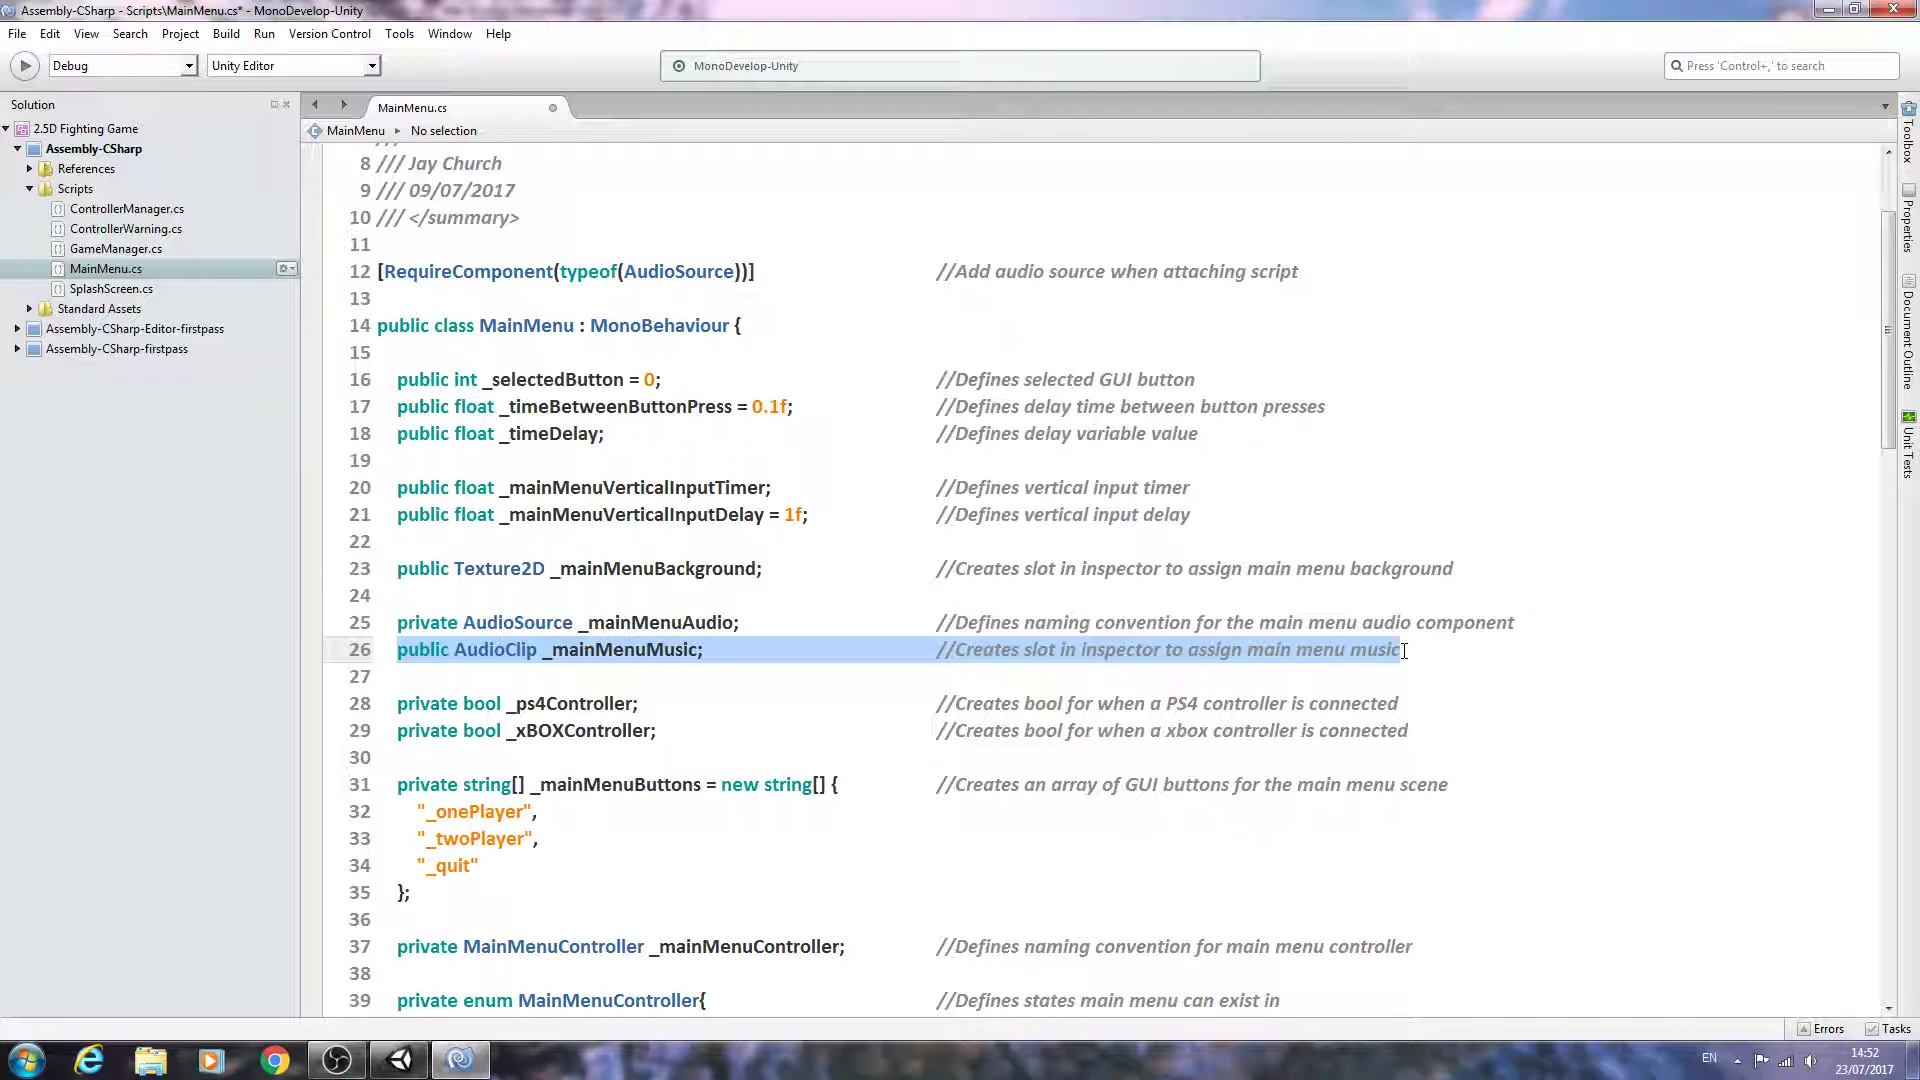 Assembly-CSharp - Scripts\MainMenu.cs* - MonoDevelop-Unity
File Edit View Search Project Build Run Version Control Tools Window Help
Debug Unity Editor MonoDevelop-Unity Press 'Control+,' to search
Solution
2.5D Fighting Game
Assembly-CSharp
References
Scripts
ControllerManager.cs
ControllerWarning.cs
GameManager.cs
MainMenu.cs
SplashScreen.cs
Standard Assets
Assembly-CSharp-Editor-firstpass
Assembly-CSharp-firstpass
MainMenu.cs
MainMenu No selection
8 /// Jay Church
9 /// 09/07/2017
10 /// </summary>
11
12 [RequireComponent(typeof(AudioSource))] //Add audio source when attaching script
13
14 public class MainMenu : MonoBehaviour {
15
16 public int _selectedButton = 0; //Defines selected GUI button
17 public float _timeBetweenButtonPress = 0.1f; //Defines delay time between button presses
18 public float _timeDelay; //Defines delay variable value
19
20 public float _mainMenuVerticalInputTimer; //Defines vertical input timer
21 public float _mainMenuVerticalInputDelay = 1f; //Defines vertical input delay
22
23 public Texture2D _mainMenuBackground; //Creates slot in inspector to assign main menu background
24
25 private AudioSource _mainMenuAudio; //Defines naming convention for the main menu audio component
26 public AudioClip _mainMenuMusic; //Creates slot in inspector to assign main menu music
27
28 private bool _ps4Controller; //Creates bool for when a PS4 controller is connected
29 private bool _xBOXController; //Creates bool for when a xbox controller is connected
30
31 private string[] _mainMenuButtons = new string[] { //Creates an array of GUI buttons for the main menu scene
32 "_onePlayer",
33 "_twoPlayer",
34 "_quit"
35 };
36
37 private MainMenuController _mainMenuController; //Defines naming convention for main menu controller
38
39 private enum MainMenuController{ //Defines states main menu can exist in
Toolbox
Properties
Document Outline
Unit Tests
Errors Tasks
EN
14:52
23/07/2017